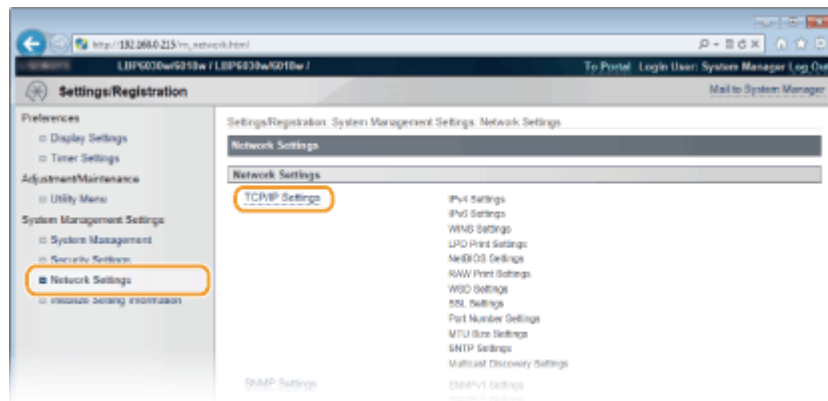 http://192.168.0.215/m_network.html
LBP6030w/6018w / LBP6030w/6018w /
To Portal Login User: System Manager Log Out
Settings/Registration
Mail to System Manager
Preferences
Display Settings
Timer Settings
Adjustment/Maintenance
Utility Menu
System Management Settings
System Management
Security Settings
Network Settings
Initialize Setting Information
Settings/Registration: System Management Settings: Network Settings
Network Settings
Network Settings
TCP/IP Settings
IPv4 Settings
IPv6 Settings
WINS Settings
LPD Print Settings
NetBIOS Settings
RAW Print Settings
WSD Settings
SSL Settings
Port Number Settings
MTU Size Settings
SNTP Settings
Multicast Discovery Settings
SNMP Settings
SNMPv1 Settings